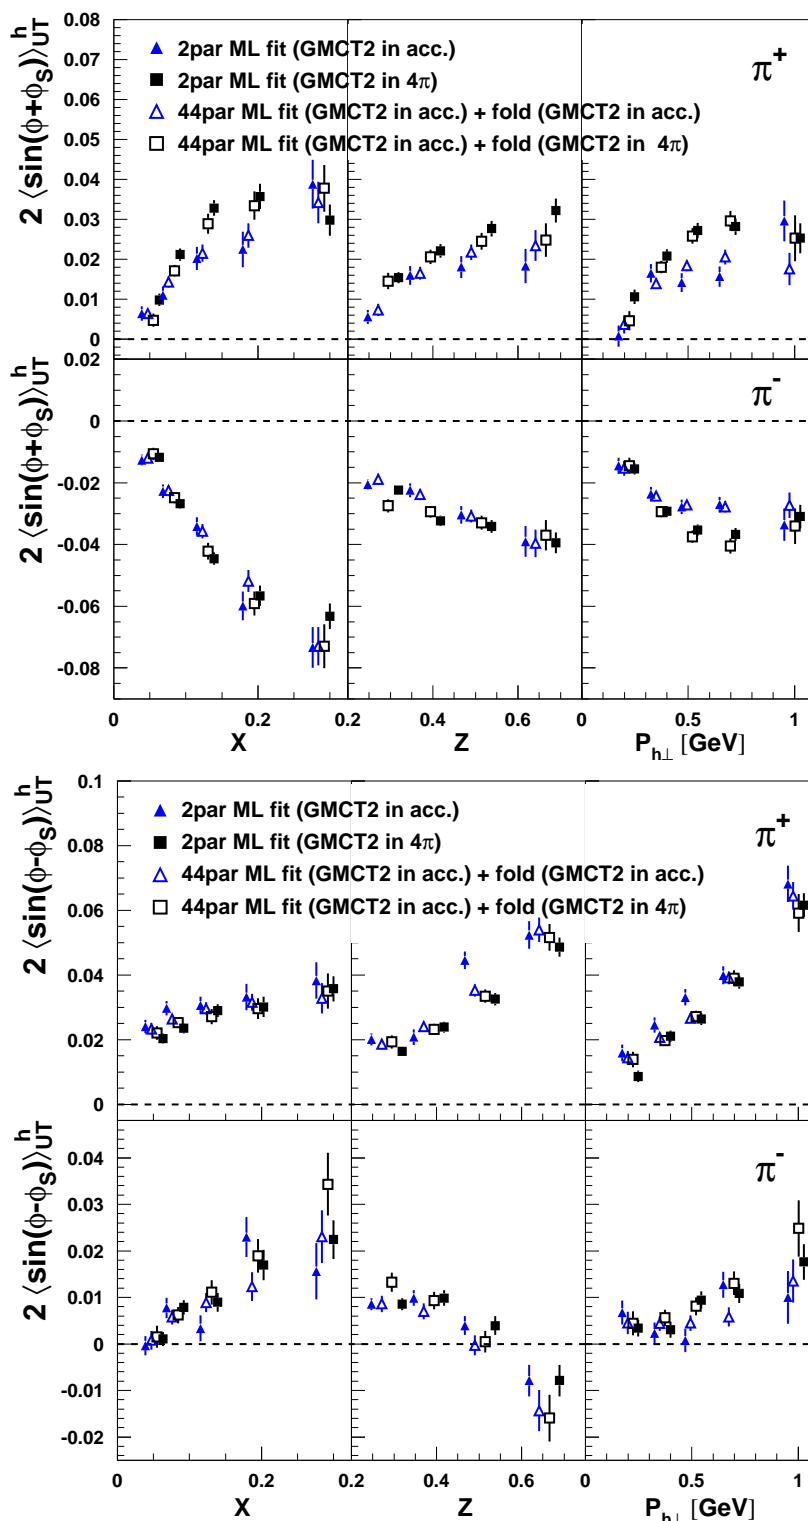 2 ⟨sin(ϕ+ϕS)⟩UT^h
0.08
0.07
0.06
0.05
0.04
0.03
0.02
0.01
0
▲ 2par ML fit (GMCT2 in acc.)
■ 2par ML fit (GMCT2 in 4π)
△ 44par ML fit (GMCT2 in acc.) + fold (GMCT2 in acc.)
□ 44par ML fit (GMCT2 in acc.) + fold (GMCT2 in 4π)
π+
2 ⟨sin(ϕ+ϕS)⟩UT^h
0.02
0
-0.02
-0.04
-0.06
-0.08
π-
0 0.2 0.2 0.4 0.6 0 0.5 1
X Z Ph⊥ [GeV]
2 ⟨sin(ϕ-ϕS)⟩UT^h
0.1
0.08
0.06
0.04
0.02
0
▲ 2par ML fit (GMCT2 in acc.)
■ 2par ML fit (GMCT2 in 4π)
△ 44par ML fit (GMCT2 in acc.) + fold (GMCT2 in acc.)
□ 44par ML fit (GMCT2 in acc.) + fold (GMCT2 in 4π)
π+
2 ⟨sin(ϕ-ϕS)⟩UT^h
0.04
0.03
0.02
0.01
0
-0.01
-0.02
π-
0 0.2 0.2 0.4 0.6 0 0.5 1
X Z Ph⊥ [GeV]